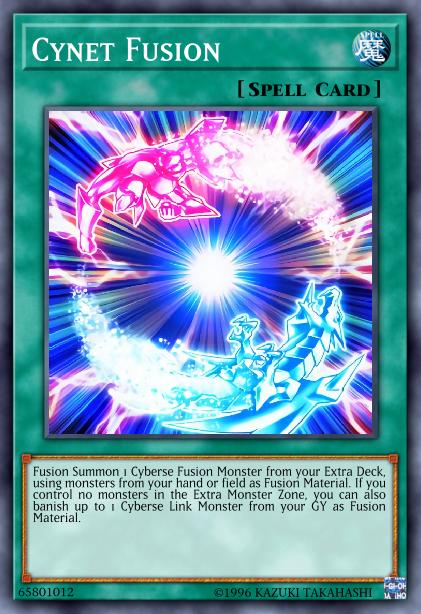 Cynet Fusion
SPELL
魔
[Spell Card]
Fusion Summon 1 Cyberse Fusion Monster from your Extra Deck,
using monsters from your hand or field as Fusion Material. If you
control no monsters in the Extra Monster Zone, you can also
banish up to 1 Cyberse Link Monster from your GY as Fusion
Material.
65801012
©1996 KAZUKI TAKAHASHI